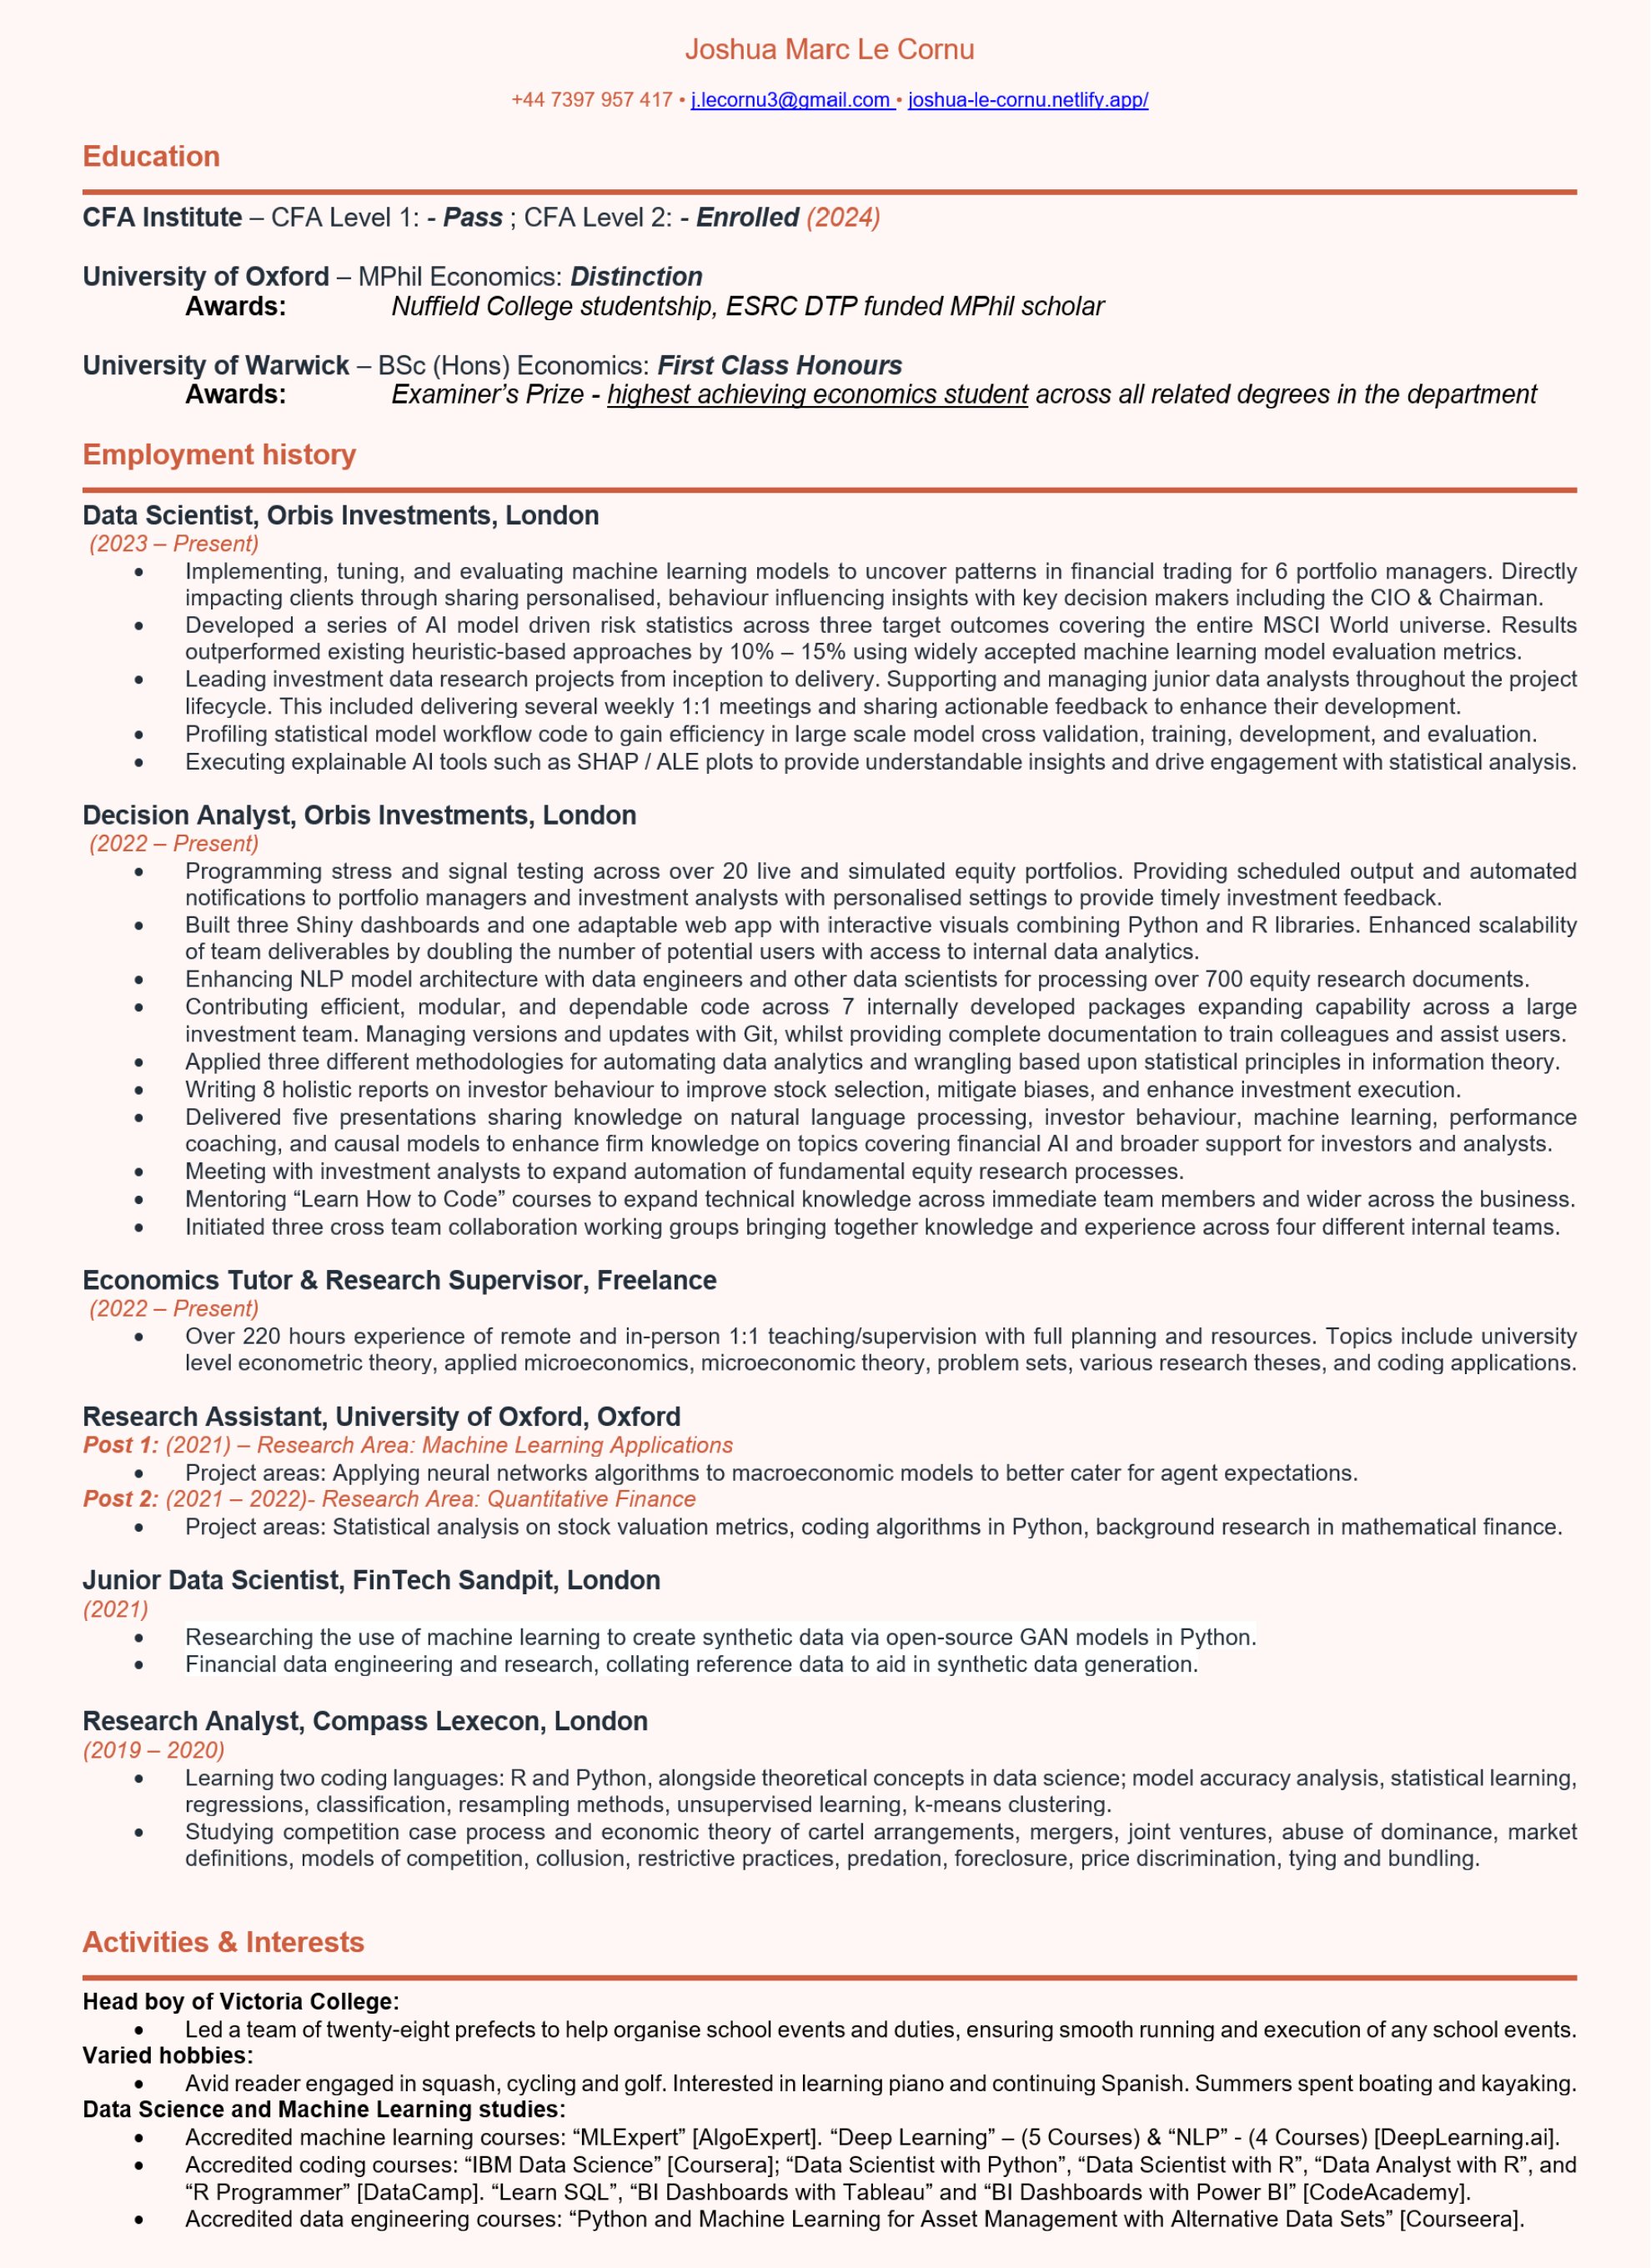 Joshua Marc Le Cornu
+44 7397 957 417 • j.lecornu3@gmail.com • joshua-le-cornu.netlify.app/
Education
CFA Institute – CFA Level 1: - Pass ; CFA Level 2: - Enrolled (2024)
University of Oxford – MPhil Economics: Distinction
Awards: Nuffield College studentship, ESRC DTP funded MPhil scholar
University of Warwick – BSc (Hons) Economics: First Class Honours
Awards: Examiner’s Prize - highest achieving economics student across all related degrees in the department
Employment history
Data Scientist, Orbis Investments, London
(2023 – Present)
• Implementing, tuning, and evaluating machine learning models to uncover patterns in financial trading for 6 portfolio managers. Directly
impacting clients through sharing personalised, behaviour influencing insights with key decision makers including the CIO & Chairman.
• Developed a series of AI model driven risk statistics across three target outcomes covering the entire MSCI World universe. Results
outperformed existing heuristic-based approaches by 10% – 15% using widely accepted machine learning model evaluation metrics.
• Leading investment data research projects from inception to delivery. Supporting and managing junior data analysts throughout the project
lifecycle. This included delivering several weekly 1:1 meetings and sharing actionable feedback to enhance their development.
• Profiling statistical model workflow code to gain efficiency in large scale model cross validation, training, development, and evaluation.
• Executing explainable AI tools such as SHAP / ALE plots to provide understandable insights and drive engagement with statistical analysis.
Decision Analyst, Orbis Investments, London
(2022 – Present)
• Programming stress and signal testing across over 20 live and simulated equity portfolios. Providing scheduled output and automated
notifications to portfolio managers and investment analysts with personalised settings to provide timely investment feedback.
• Built three Shiny dashboards and one adaptable web app with interactive visuals combining Python and R libraries. Enhanced scalability
of team deliverables by doubling the number of potential users with access to internal data analytics.
• Enhancing NLP model architecture with data engineers and other data scientists for processing over 700 equity research documents.
• Contributing efficient, modular, and dependable code across 7 internally developed packages expanding capability across a large
investment team. Managing versions and updates with Git, whilst providing complete documentation to train colleagues and assist users.
• Applied three different methodologies for automating data analytics and wrangling based upon statistical principles in information theory.
• Writing 8 holistic reports on investor behaviour to improve stock selection, mitigate biases, and enhance investment execution.
• Delivered five presentations sharing knowledge on natural language processing, investor behaviour, machine learning, performance
coaching, and causal models to enhance firm knowledge on topics covering financial AI and broader support for investors and analysts.
• Meeting with investment analysts to expand automation of fundamental equity research processes.
• Mentoring “Learn How to Code” courses to expand technical knowledge across immediate team members and wider across the business.
• Initiated three cross team collaboration working groups bringing together knowledge and experience across four different internal teams.
Economics Tutor & Research Supervisor, Freelance
(2022 – Present)
• Over 220 hours experience of remote and in-person 1:1 teaching/supervision with full planning and resources. Topics include university
level econometric theory, applied microeconomics, microeconomic theory, problem sets, various research theses, and coding applications.
Research Assistant, University of Oxford, Oxford
Post 1: (2021) – Research Area: Machine Learning Applications
• Project areas: Applying neural networks algorithms to macroeconomic models to better cater for agent expectations.
Post 2: (2021 – 2022)- Research Area: Quantitative Finance
• Project areas: Statistical analysis on stock valuation metrics, coding algorithms in Python, background research in mathematical finance.
Junior Data Scientist, FinTech Sandpit, London
(2021)
• Researching the use of machine learning to create synthetic data via open-source GAN models in Python.
• Financial data engineering and research, collating reference data to aid in synthetic data generation.
Research Analyst, Compass Lexecon, London
(2019 – 2020)
• Learning two coding languages: R and Python, alongside theoretical concepts in data science; model accuracy analysis, statistical learning,
regressions, classification, resampling methods, unsupervised learning, k-means clustering.
• Studying competition case process and economic theory of cartel arrangements, mergers, joint ventures, abuse of dominance, market
definitions, models of competition, collusion, restrictive practices, predation, foreclosure, price discrimination, tying and bundling.
Activities & Interests
Head boy of Victoria College:
• Led a team of twenty-eight prefects to help organise school events and duties, ensuring smooth running and execution of any school events.
Varied hobbies:
• Avid reader engaged in squash, cycling and golf. Interested in learning piano and continuing Spanish. Summers spent boating and kayaking.
Data Science and Machine Learning studies:
• Accredited machine learning courses: “MLExpert” [AlgoExpert]. “Deep Learning” – (5 Courses) & “NLP” - (4 Courses) [DeepLearning.ai].
• Accredited coding courses: “IBM Data Science” [Coursera]; “Data Scientist with Python”, “Data Scientist with R”, “Data Analyst with R”, and
“R Programmer” [DataCamp]. “Learn SQL”, “BI Dashboards with Tableau” and “BI Dashboards with Power BI” [CodeAcademy].
• Accredited data engineering courses: “Python and Machine Learning for Asset Management with Alternative Data Sets” [Courseera].